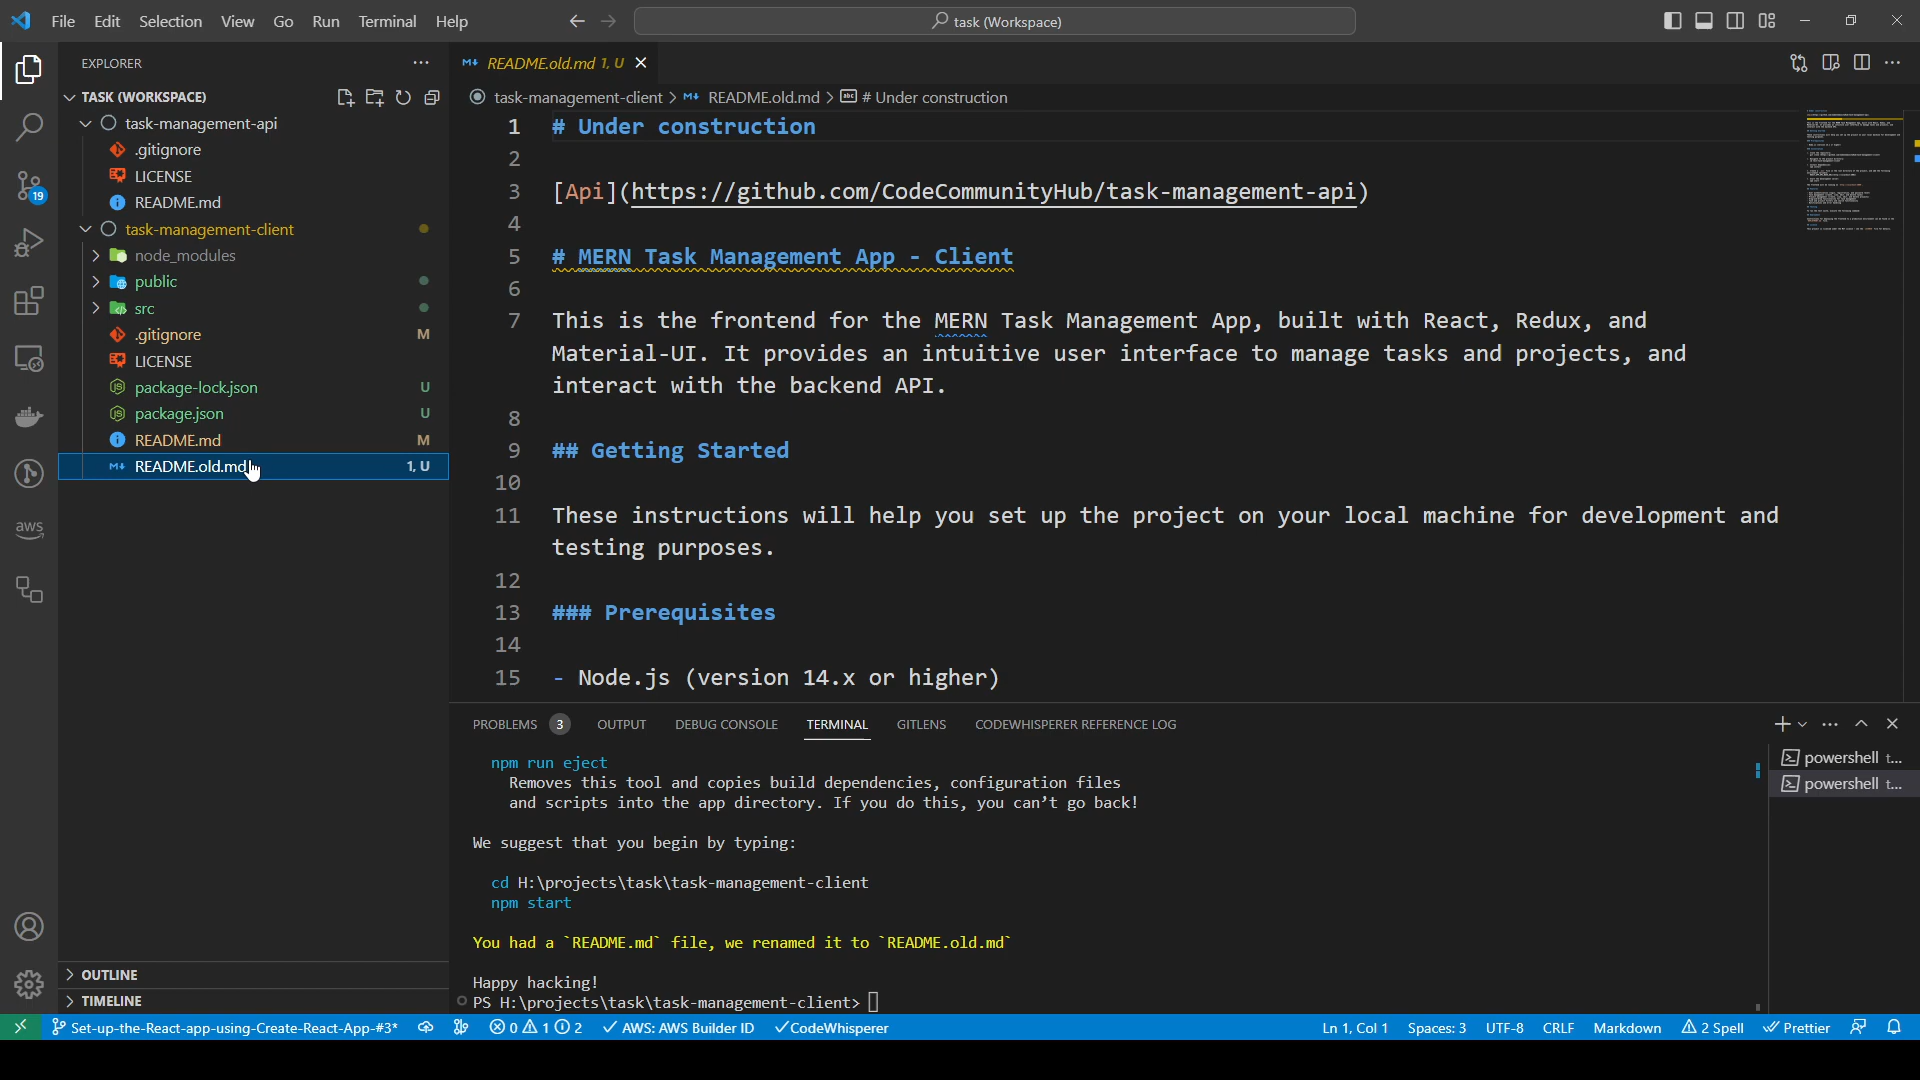 File Edit Selection View Go Run Terminal Help
task (Workspace)
EXPLORER
TASK (WORKSPACE)
task-management-api
.gitignore
LICENSE
README.md
task-management-client
node_modules
public
src
.gitignore M
LICENSE
package-lock.json U
package.json U
README.md M
README.old.md 1, U
OUTLINE
TIMELINE
19
aws
README.old.md 1, U
task-management-client > README.old.md > # Under construction
1 # Under construction
2
3 [Api](https://github.com/CodeCommunityHub/task-management-api)
4
5 # MERN Task Management App - Client
6
7 This is the frontend for the MERN Task Management App, built with React, Redux, and
Material-UI. It provides an intuitive user interface to manage tasks and projects, and
interact with the backend API.
8
9 ## Getting Started
10
11 These instructions will help you set up the project on your local machine for development and
testing purposes.
12
13 ### Prerequisites
14
15 - Node.js (version 14.x or higher)
PROBLEMS 3 OUTPUT DEBUG CONSOLE TERMINAL GITLENS CODEWHISPERER REFERENCE LOG
npm run eject
Removes this tool and copies build dependencies, configuration files
and scripts into the app directory. If you do this, you can’t go back!
We suggest that you begin by typing:
cd H:\projects\task\task-management-client
npm start
You had a `README.md` file, we renamed it to `README.old.md`
Happy hacking!
PS H:\projects\task\task-management-client>
powershell t...
powershell t...
Set-up-the-React-app-using-Create-React-App-#3* 0 1 2 AWS: AWS Builder ID CodeWhisperer
Ln 1, Col 1 Spaces: 3 UTF-8 CRLF Markdown 2 Spell Prettier